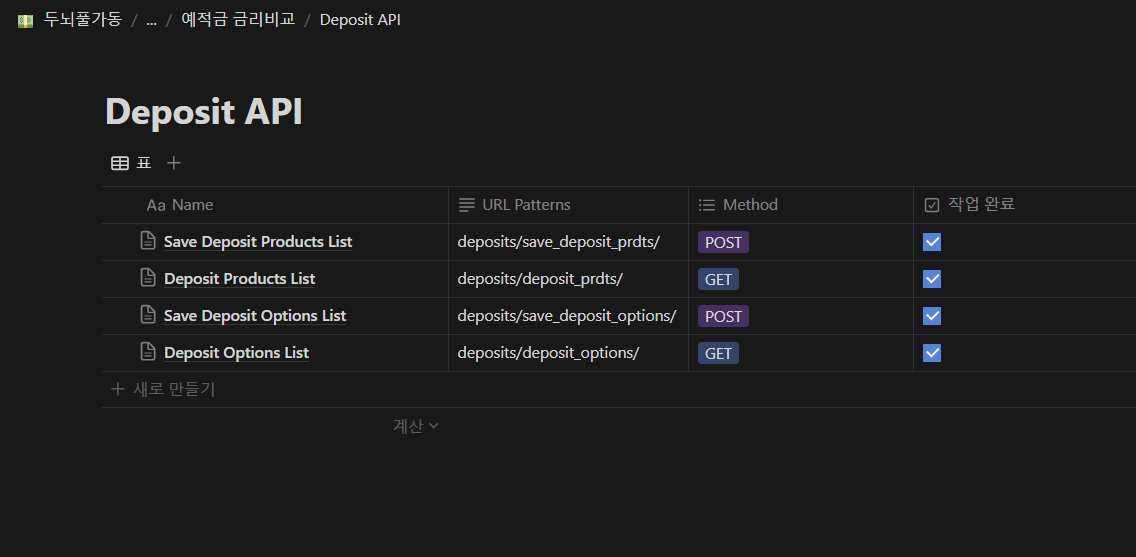 두뇌풀가동 / ... / 예적금 금리비교 / Deposit API
Deposit API
표
Aa Name URL Patterns Method 작업 완료
Save Deposit Products List deposits/save_deposit_prdts/ POST
Deposit Products List deposits/deposit_prdts/ GET
Save Deposit Options List deposits/save_deposit_options/ POST
Deposit Options List deposits/deposit_options/ GET
+ 새로 만들기
계산